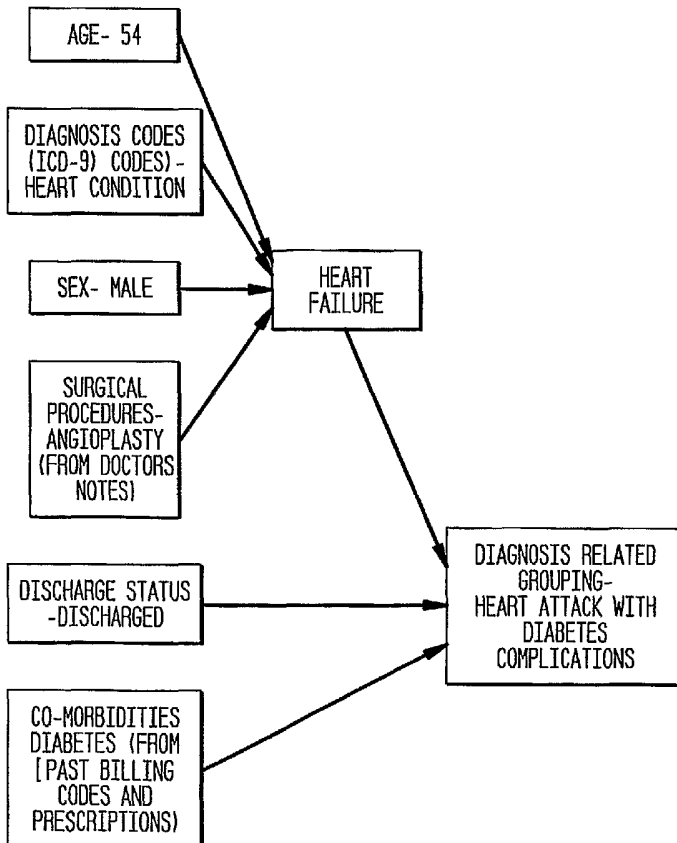 AGE- 54
DIAGNOSIS CODES
(ICD-9) CODES)-
HEART CONDITION
SEX- MALE
HEART
FAILURE
SURGICAL
PROCEDURES-
ANGIOPLASTY
(FROM DOCTORS
NOTES)
DISCHARGE STATUS
-DISCHARGED
DIAGNOSIS RELATED
GROUPING-
HEART ATTACK WITH
DIABETES
COMPLICATIONS
CO-MORBIDITIES
DIABETES (FROM
[PAST BILLING
CODES AND
PRESCRIPTIONS)